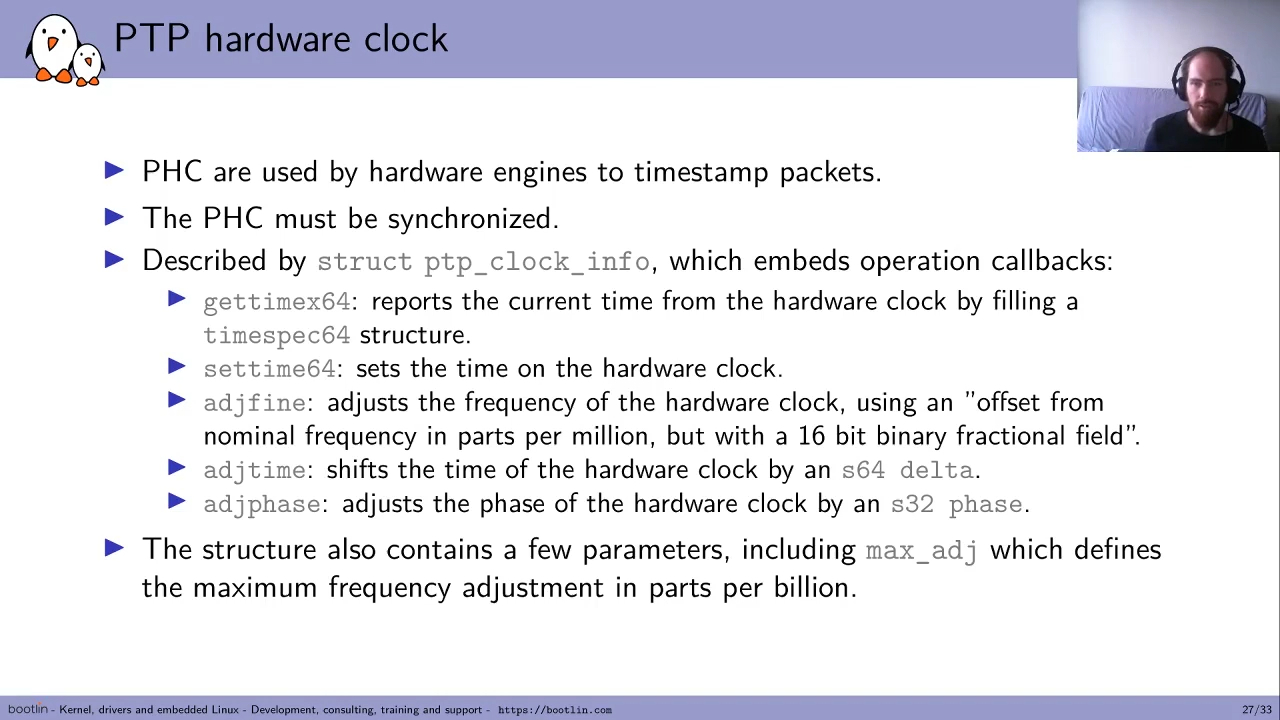 PTP hardware clock
PHC are used by hardware engines to timestamp packets.
The PHC must be synchronized.
Described by struct ptp_clock_info, which embeds operation callbacks:
gettimex64: reports the current time from the hardware clock by filling a
timespec64 structure.
settime64: sets the time on the hardware clock.
adjfine: adjusts the frequency of the hardware clock, using an ”offset from
nominal frequency in parts per million, but with a 16 bit binary fractional field”.
adjtime: shifts the time of the hardware clock by an s64 delta.
adjphase: adjusts the phase of the hardware clock by an s32 phase.
The structure also contains a few parameters, including max_adj which defines
the maximum frequency adjustment in parts per billion.
bootlin - Kernel, drivers and embedded Linux - Development, consulting, training and support - https://bootlin.com
27/33